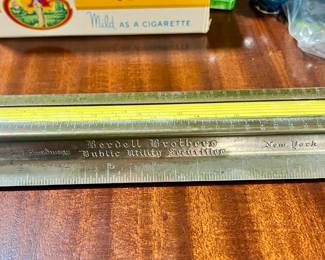 Mild AS A CIGARETTE
Berdell Brothers
Public Utility Securities
New York